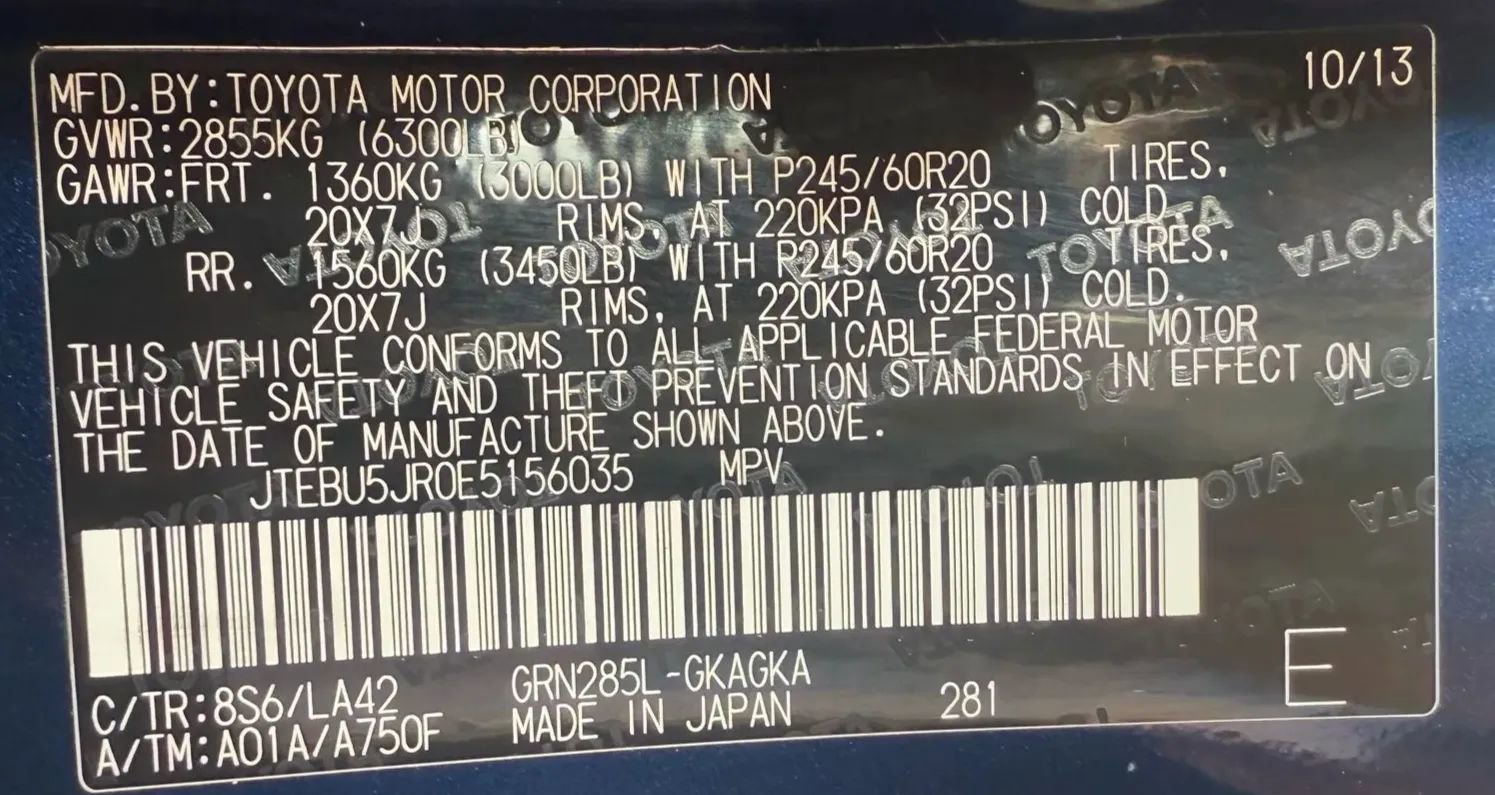 10/13
MFD.BY:TOYOTA MOTOR CORPORATION
GVWR:2855KG (6300LB)
GAWR:FRT. 1360KG (3000LB) WITH P245/60R20 TIRES,
20X7J RIMS, AT 220KPA (32PSI) COLD.
RR. 1560KG (3450LB) WITH P245/60R20 TIRES,
20X7J RIMS, AT 220KPA (32PSI) COLD.
THIS VEHICLE CONFORMS TO ALL APPLICABLE FEDERAL MOTOR
VEHICLE SAFETY AND THEFT PREVENTION STANDARDS IN EFFECT ON
THE DATE OF MANUFACTURE SHOWN ABOVE.
JTEBU5JR0E5156035 MPV
C/TR:8S6/LA42 GRN285L-GKAGKA
A/TM:A01A/A750F MADE IN JAPAN 281 E